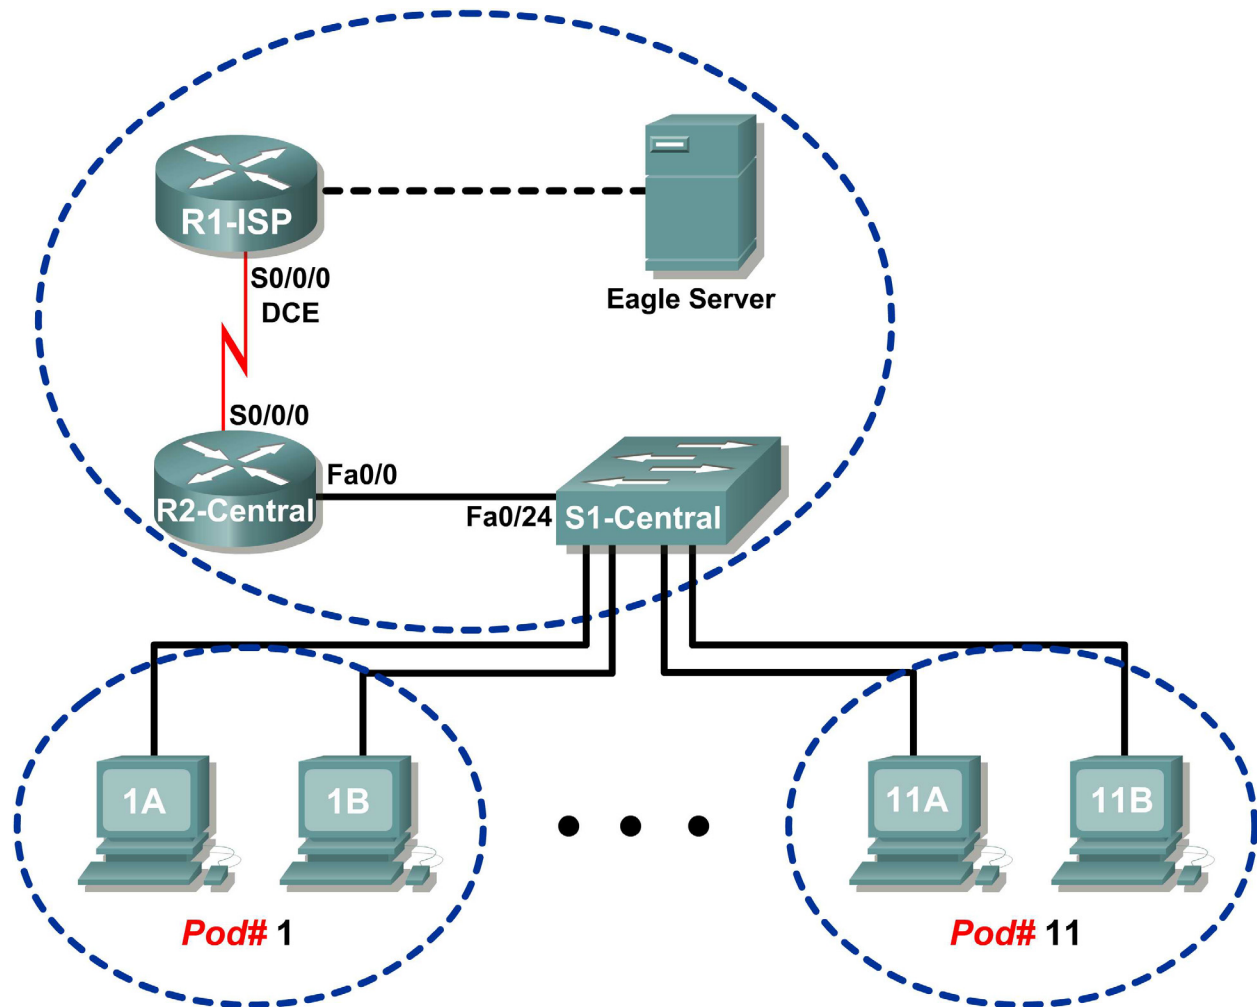 R1-ISP
S0/0/0
DCE
Eagle Server
S0/0/0
R2-Central
Fa0/0
Fa0/24
S1-Central
1A
1B
11A
11B
Pod# 1
Pod# 11